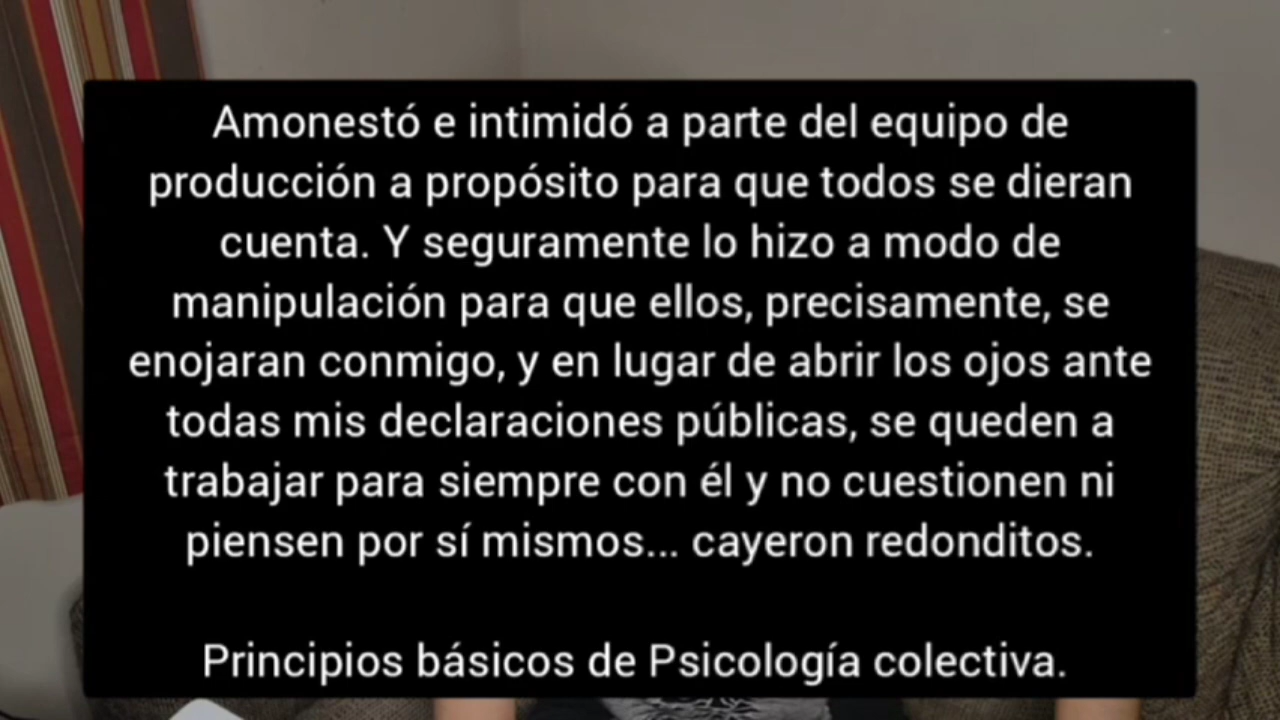 Amonestó e intimidó a parte del equipo de
producción a propósito para que todos se dieran
cuenta. Y seguramente lo hizo a modo de
manipulación para que ellos, precisamente, se
enojaran conmigo, y en lugar de abrir los ojos ante
todas mis declaraciones públicas, se queden a
trabajar para siempre con él y no cuestionen ni
piensen por sí mismos... cayeron redonditos.
Principios básicos de Psicología colectiva.